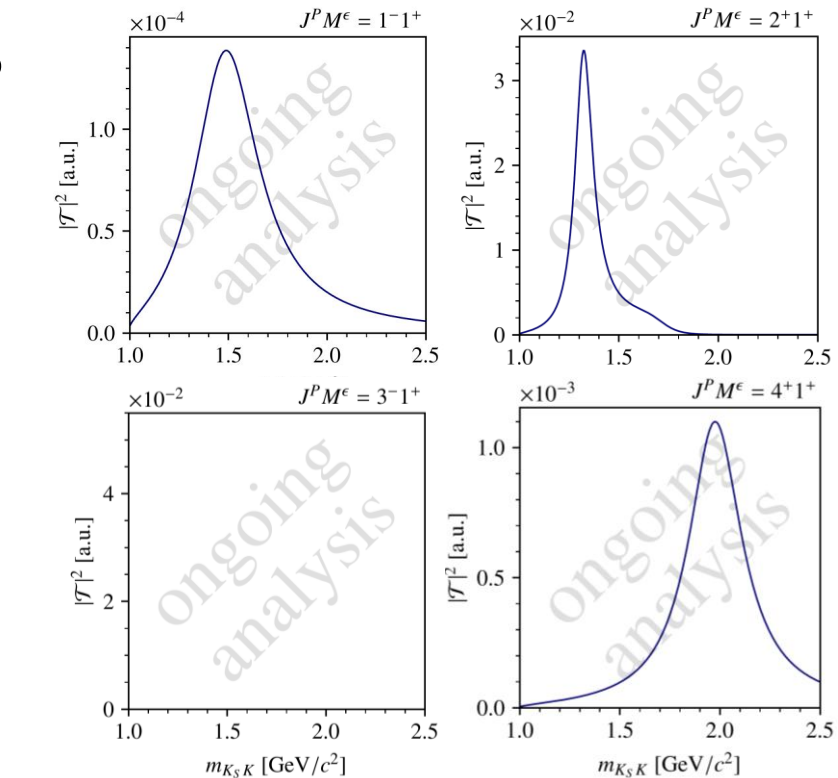 ×10⁻⁴ JᴾMᵋ = 1⁻1⁺
|𝒯|² [a.u.]
1.0
0.5
0.0
1.0 1.5 2.0 2.5
ongoing
analysis
×10⁻² JᴾMᵋ = 2⁺1⁺
|𝒯|² [a.u.]
3
2
1
0
1.0 1.5 2.0 2.5
ongoing
analysis
×10⁻² JᴾMᵋ = 3⁻1⁺
|𝒯|² [a.u.]
4
2
0
1.0 1.5 2.0 2.5
m_{K_S K} [GeV/c²]
ongoing
analysis
×10⁻³ JᴾMᵋ = 4⁺1⁺
|𝒯|² [a.u.]
1.0
0.5
0.0
1.0 1.5 2.0 2.5
m_{K_S K} [GeV/c²]
ongoing
analysis